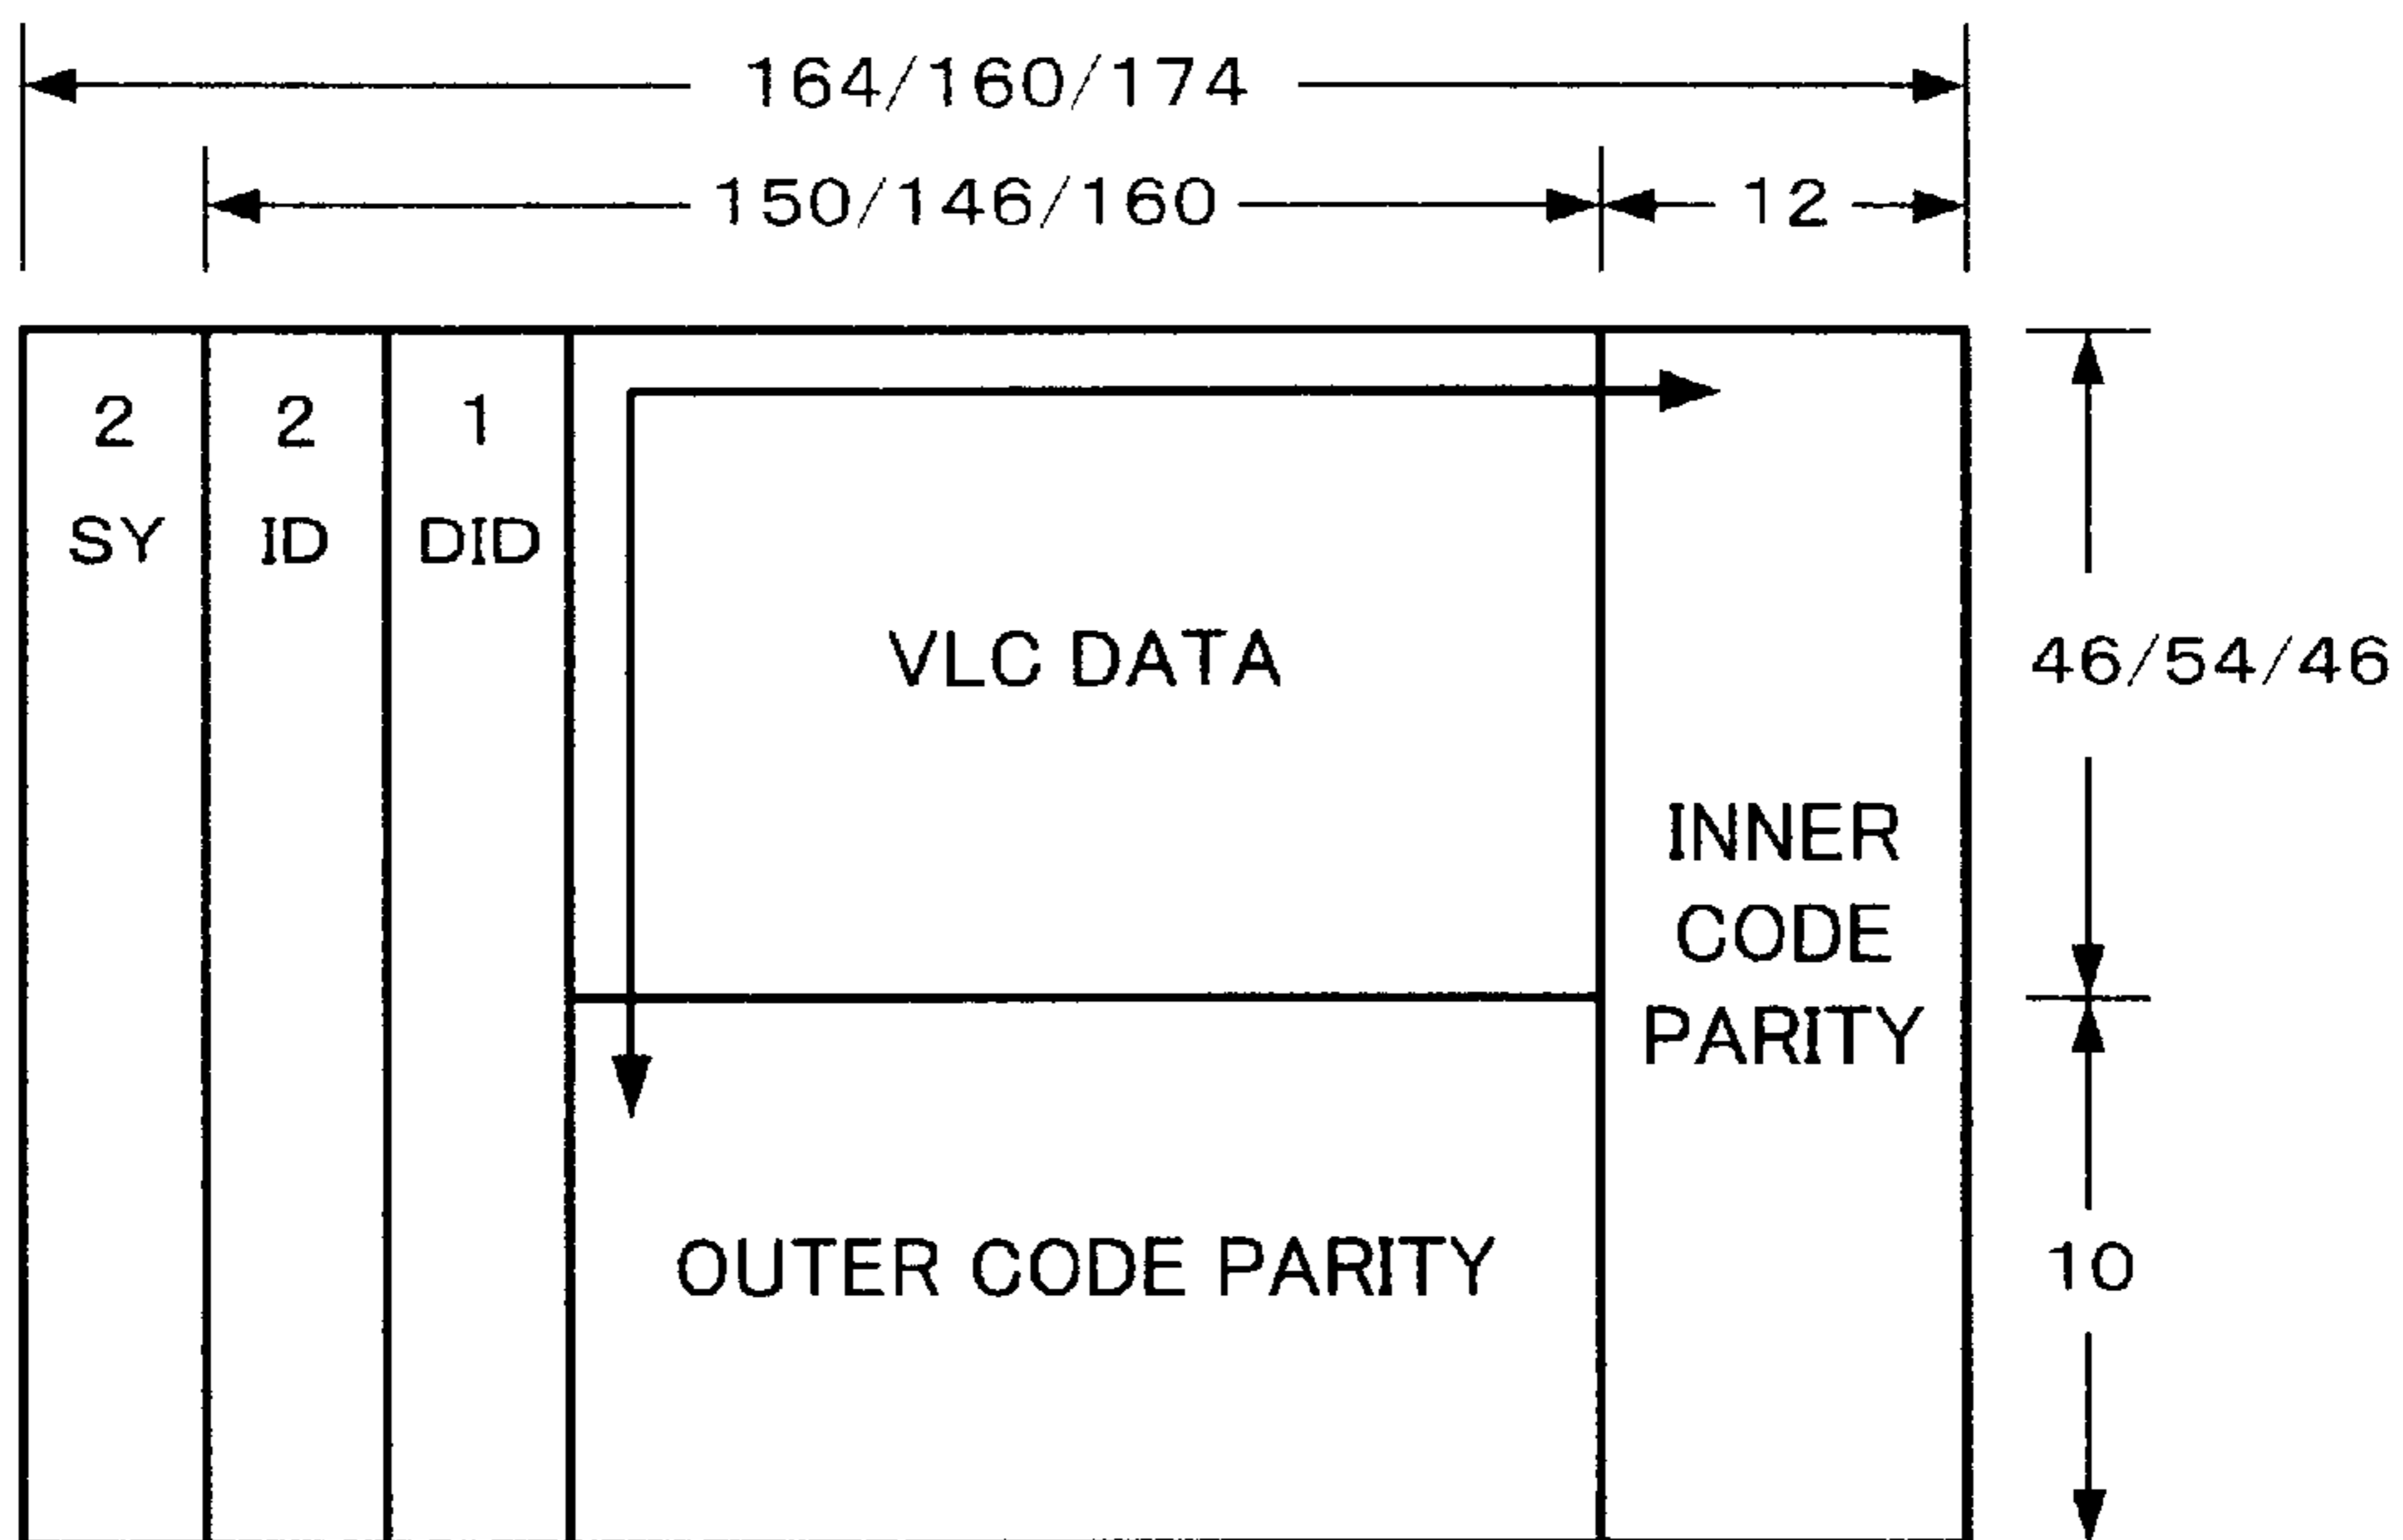 164/160/174
150/146/160
12
2
2
1
SY
ID
DID
VLC DATA
46/54/46
INNER
CODE
PARITY
OUTER CODE PARITY
10